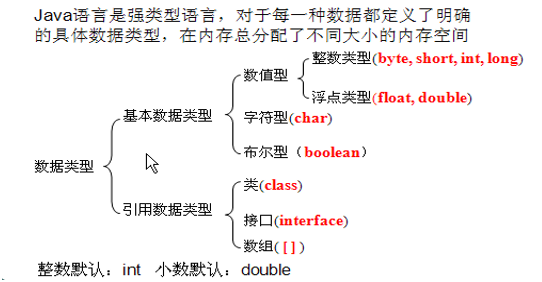 Java语言是强类型语言，对于每一种数据都定义了明确
的具体数据类型，在内存总分配了不同大小的内存空间
整数类型(byte, short, int, long)
数值型
浮点类型(float, double)
基本数据类型
字符型(char)
布尔型（boolean）
数据类型
类(class)
引用数据类型
接口(interface)
数组([ ])
整数默认：int 小数默认：double